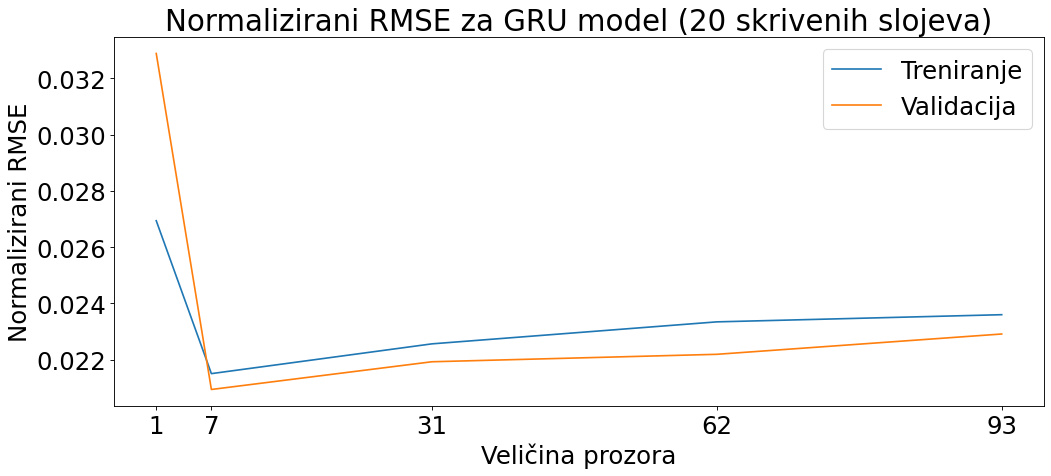 Normalizirani RMSE za GRU model (20 skrivenih slojeva)
Treniranje
Validacija
Normalizirani RMSE
0.032
0.030
0.028
0.026
0.024
0.022
1 7 31 62 93
Veličina prozora